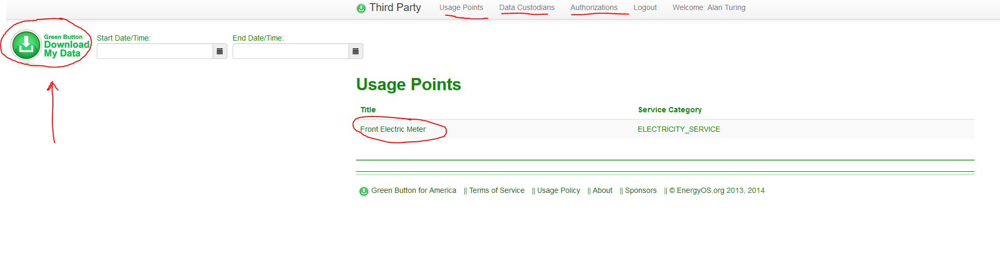 Third Party Usage Points Data Custodians Authorizations Logout Welcome: Alan Turing
Green Button
Download
My Data
Start Date/Time: End Date/Time:
Usage Points
Title Service Category
Front Electric Meter ELECTRICITY_SERVICE
Green Button for America || Terms of Service || Usage Policy || About || Sponsors || © EnergyOS.org 2013, 2014